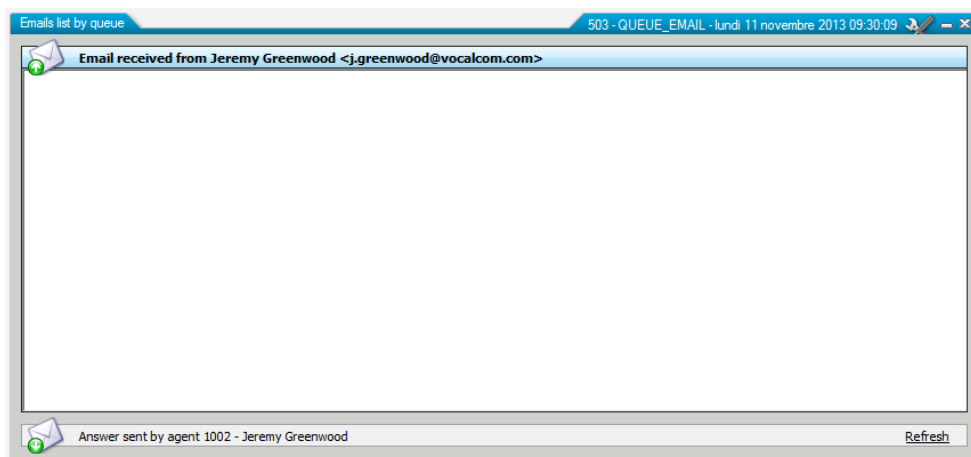 Emails list by queue
503 - QUEUE_EMAIL - lundi 11 novembre 2013 09:30:09
Email received from Jeremy Greenwood <j.greenwood@vocalcom.com>
Answer sent by agent 1002 - Jeremy Greenwood
Refresh